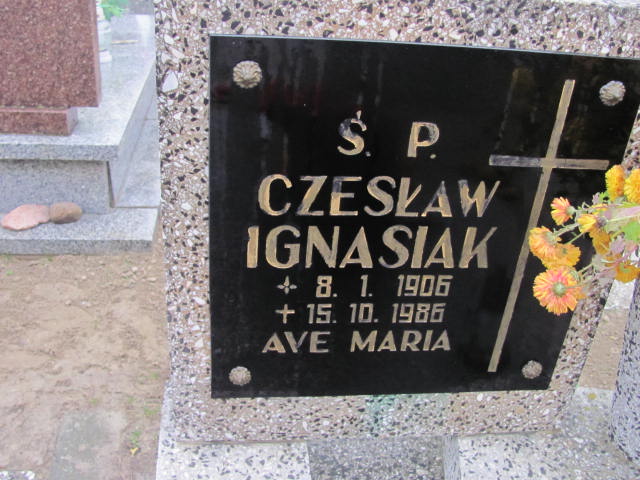 Ś. P.
CZESŁAW
IGNASIAK
✢ 8. 1. 1906
+ 15. 10. 1986
AVE MARIA